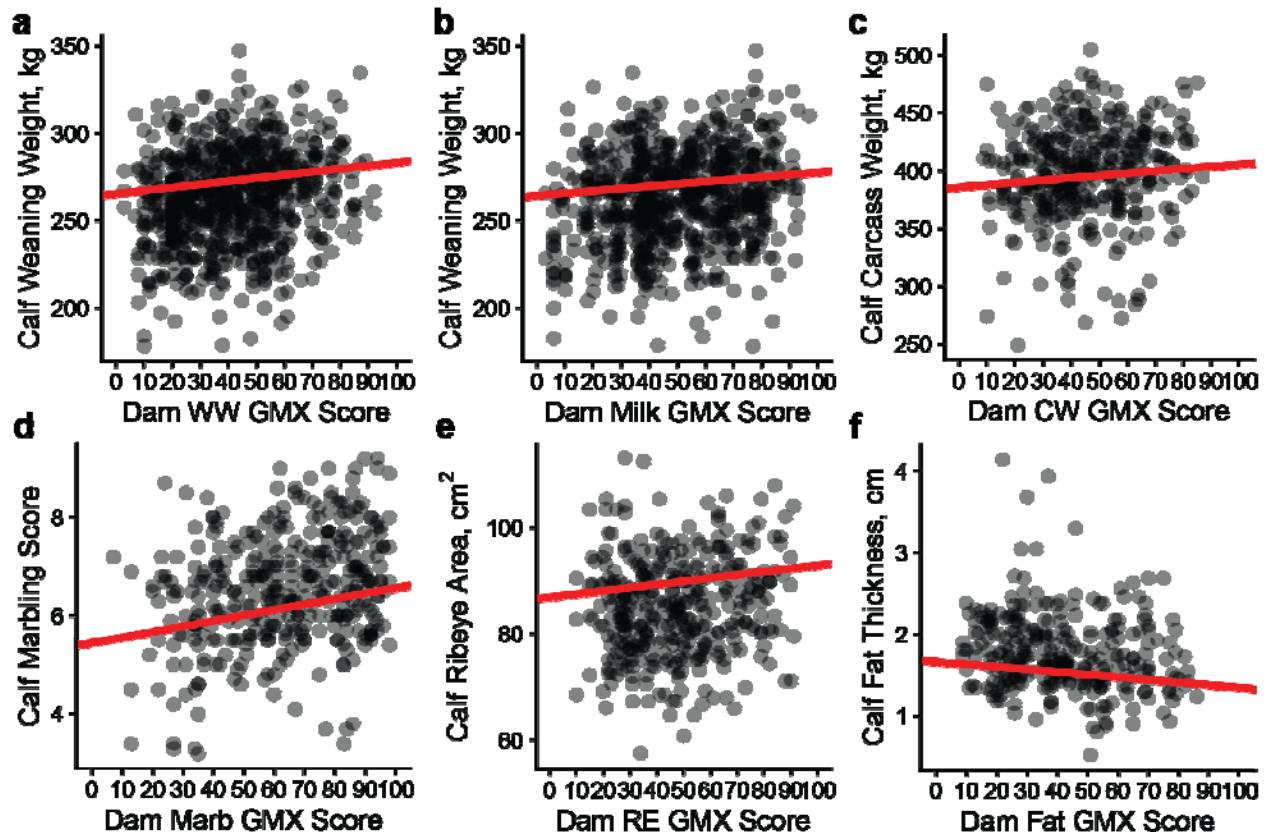 a
Calf Weaning Weight, kg
350
300
250
200
0 10 20 30 40 50 60 70 80 90 100
Dam WW GMX Score
b
Calf Weaning Weight, kg
350
300
250
200
0 10 20 30 40 50 60 70 80 90 100
Dam Milk GMX Score
c
Calf Carcass Weight, kg
500
450
400
350
300
250
0 10 20 30 40 50 60 70 80 90 100
Dam CW GMX Score
d
Calf Marbling Score
8
6
4
0 10 20 30 40 50 60 70 80 90 100
Dam Marb GMX Score
e
Calf Ribeye Area, cm²
100
80
60
0 10 20 30 40 50 60 70 80 90 100
Dam RE GMX Score
f
Calf Fat Thickness, cm
4
3
2
1
0 10 20 30 40 50 60 70 80 90 100
Dam Fat GMX Score